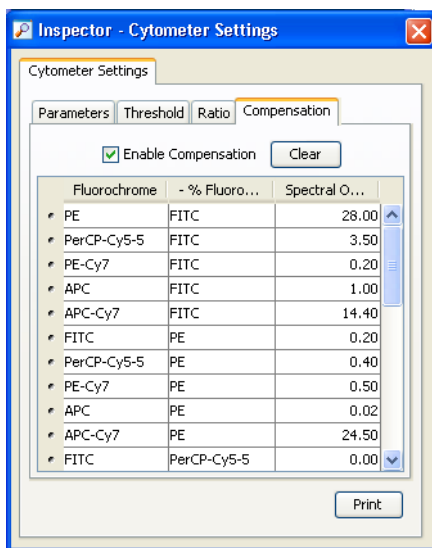 Inspector - Cytometer Settings
Cytometer Settings
Parameters Threshold Ratio Compensation
Enable Compensation Clear
Fluorochrome - % Fluoro... Spectral O...
PE FITC 28.00
PerCP-Cy5-5 FITC 3.50
PE-Cy7 FITC 0.20
APC FITC 1.00
APC-Cy7 FITC 14.40
FITC PE 0.20
PerCP-Cy5-5 PE 0.40
PE-Cy7 PE 0.50
APC PE 0.02
APC-Cy7 PE 24.50
FITC PerCP-Cy5-5 0.00
Print